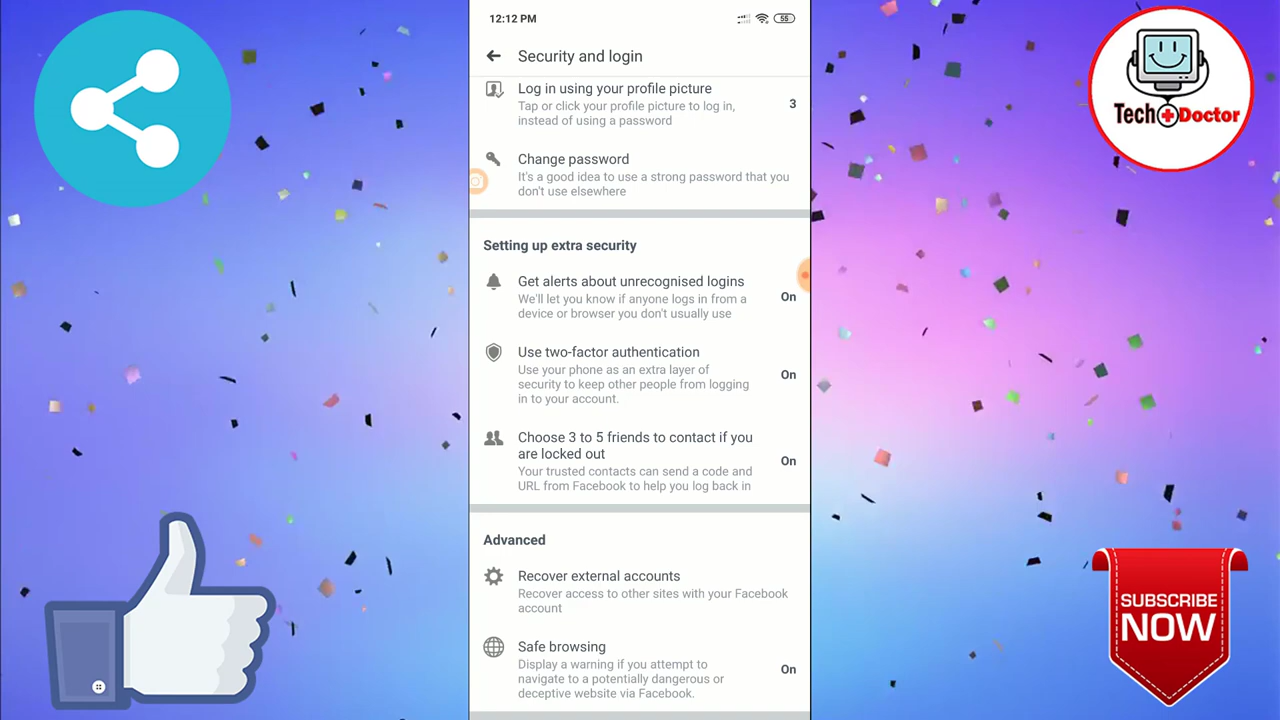 12:12 PM
55
Security and login
Log in using your profile picture
Tap or click your profile picture to log in,
instead of using a password
3
Change password
It's a good idea to use a strong password that you
don't use elsewhere
Setting up extra security
Get alerts about unrecognised logins
We'll let you know if anyone logs in from a
device or browser you don't usually use
On
Use two-factor authentication
Use your phone as an extra layer of
security to keep other people from logging
in to your account.
On
Choose 3 to 5 friends to contact if you
are locked out
Your trusted contacts can send a code and
URL from Facebook to help you log back in
On
Advanced
Recover external accounts
Recover access to other sites with your Facebook
account
Safe browsing
Display a warning if you attempt to
navigate to a potentially dangerous or
deceptive website via Facebook.
On
Tech Doctor
SUBSCRIBE
NOW